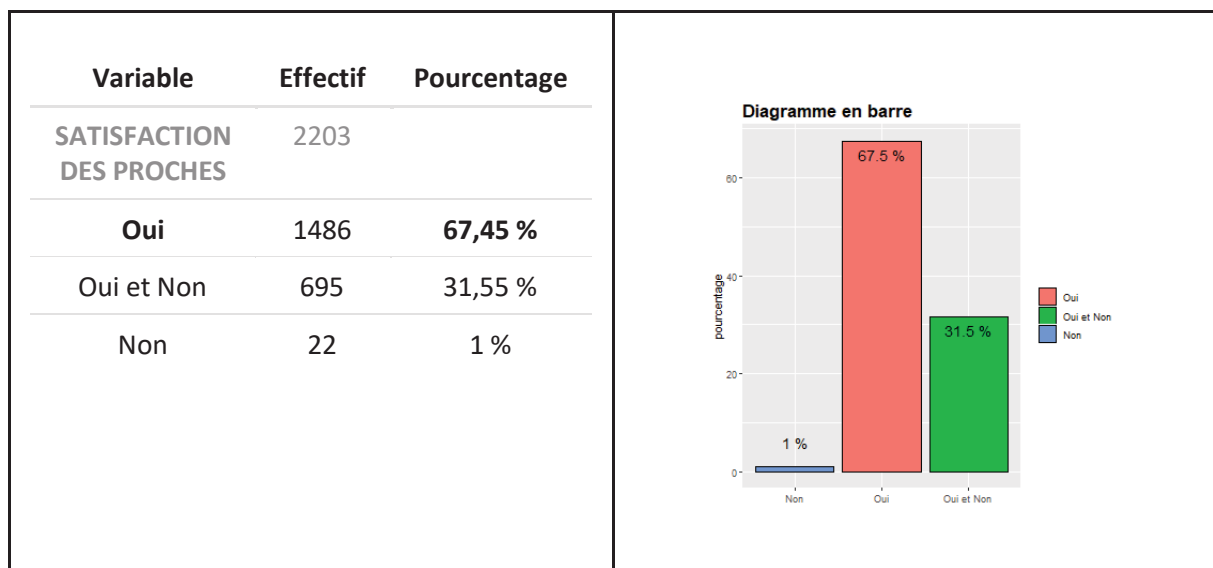 Variable Effectif Pourcentage
SATISFACTION 2203
DES PROCHES
Oui 1486 67,45 %
Oui et Non 695 31,55 %
Non 22 1 %
Diagramme en barre
pourcentage
60
40
20
0
67.5 %
31.5 %
1 %
Non Oui Oui et Non
Oui
Oui et Non
Non